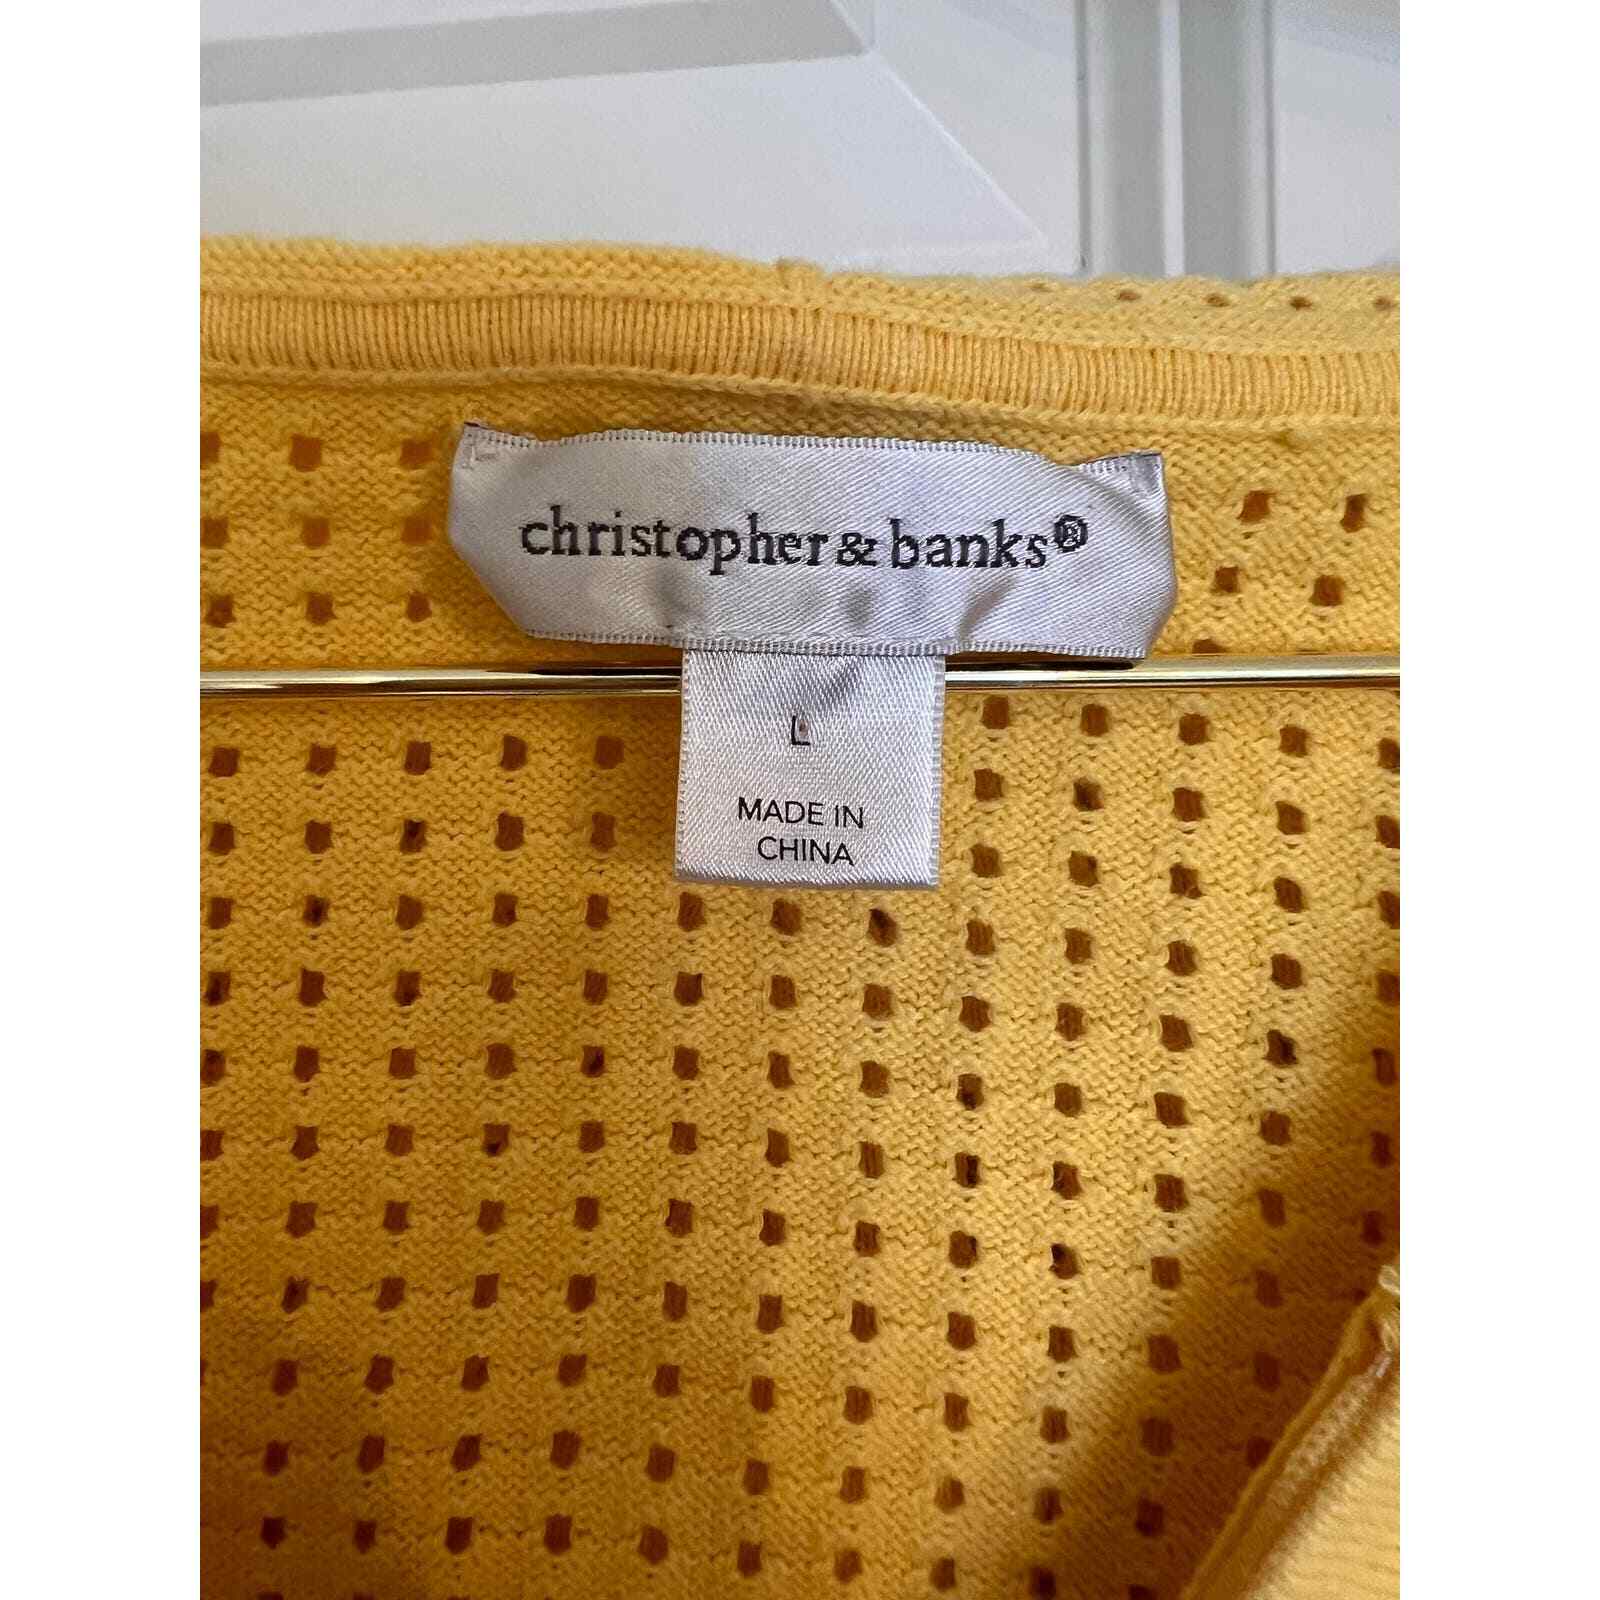 christopher & banks®
L
MADE IN
CHINA